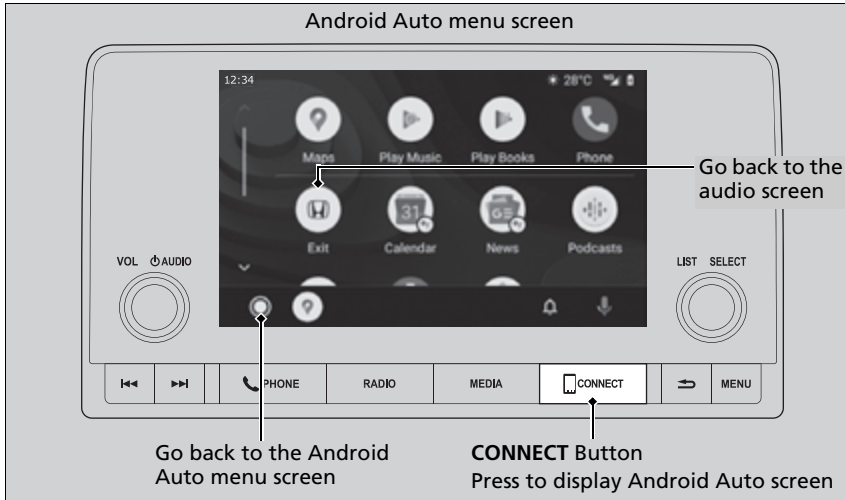 Android Auto menu screen
12:34
28°C
Maps
Play Music
Play Books
Phone
Go back to the
audio screen
31
Exit
Calendar
News
Podcasts
VOL
AUDIO
LIST SELECT
PHONE
RADIO
MEDIA
CONNECT
MENU
Go back to the Android
Auto menu screen
CONNECT Button
Press to display Android Auto screen